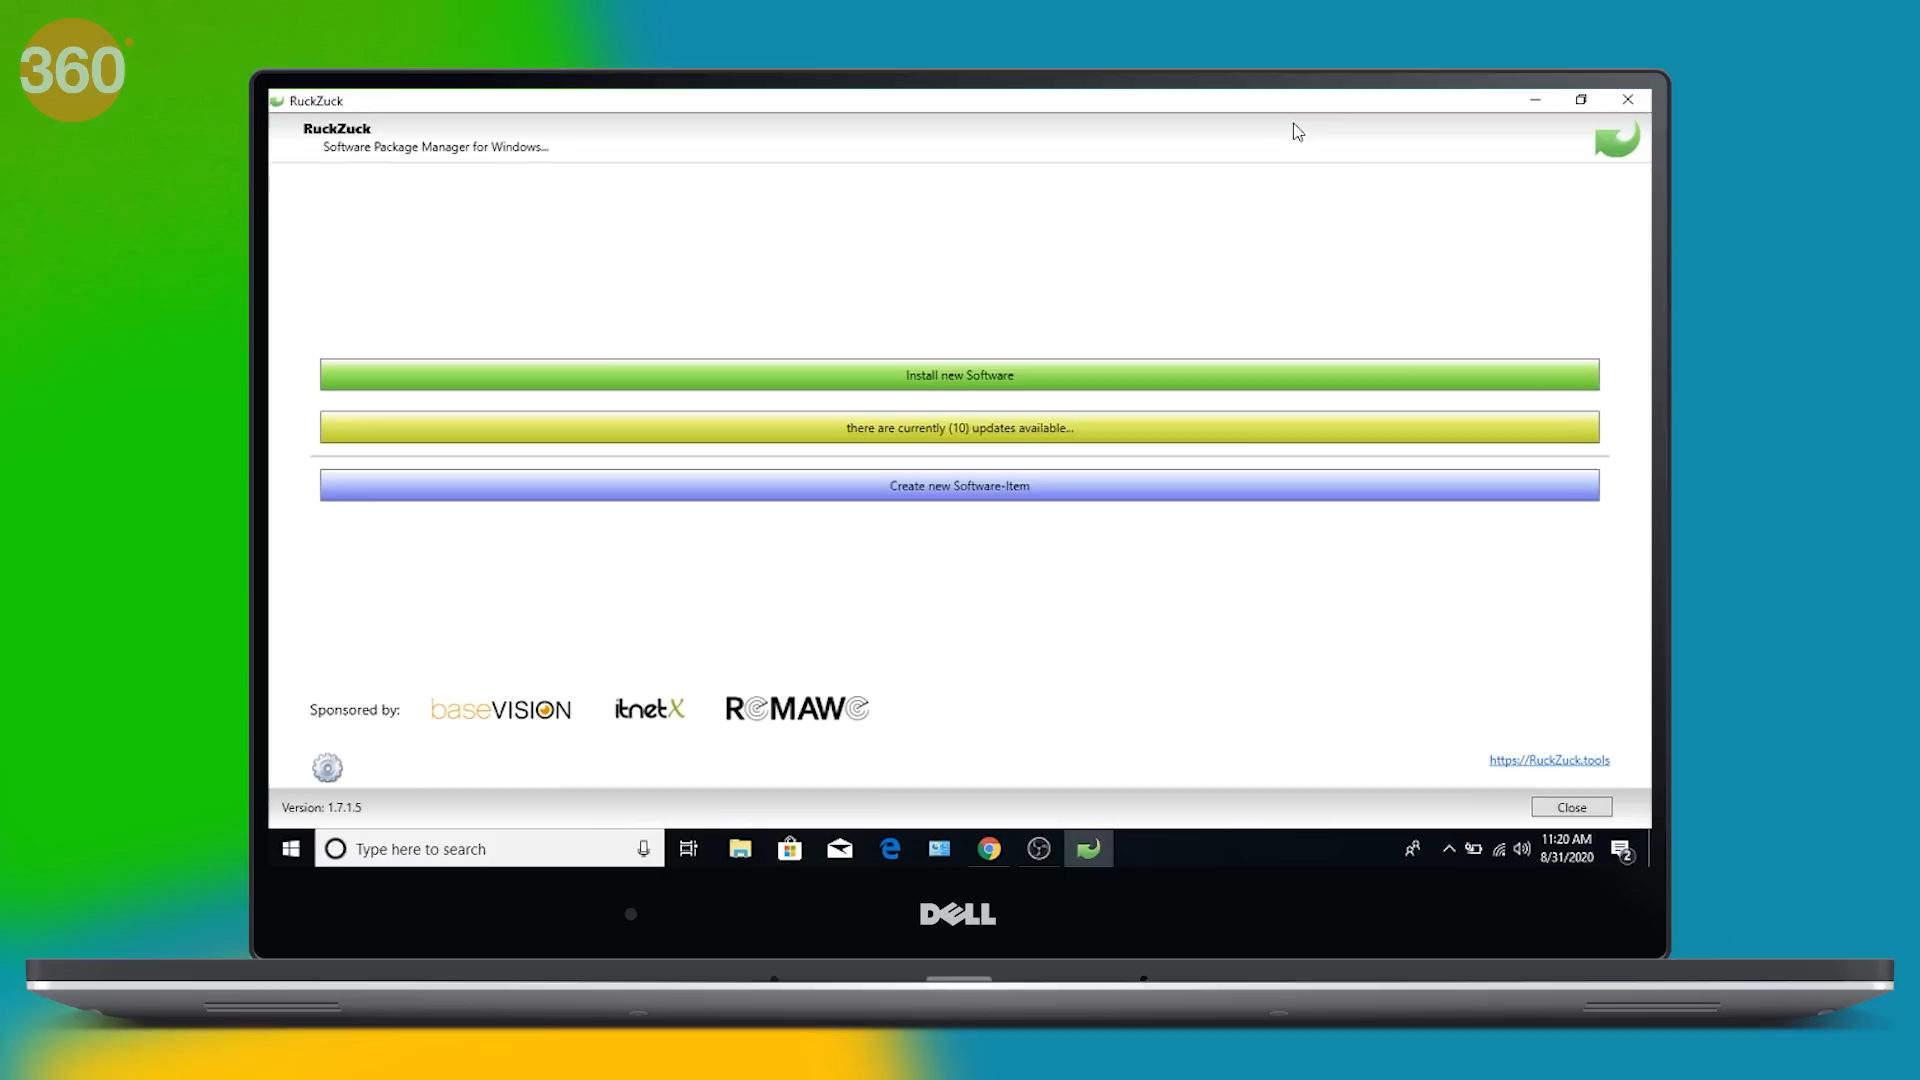 360
RuckZuck
RuckZuck
Software Package Manager for Windows...
Install new Software
there are currently (10) updates available...
Create new Software-Item
Sponsored by: baseVISION itnetX ReMAWe
https://RuckZuck.tools
Version: 1.7.1.5
Close
Type here to search
11:20 AM
8/31/2020
2
DELL